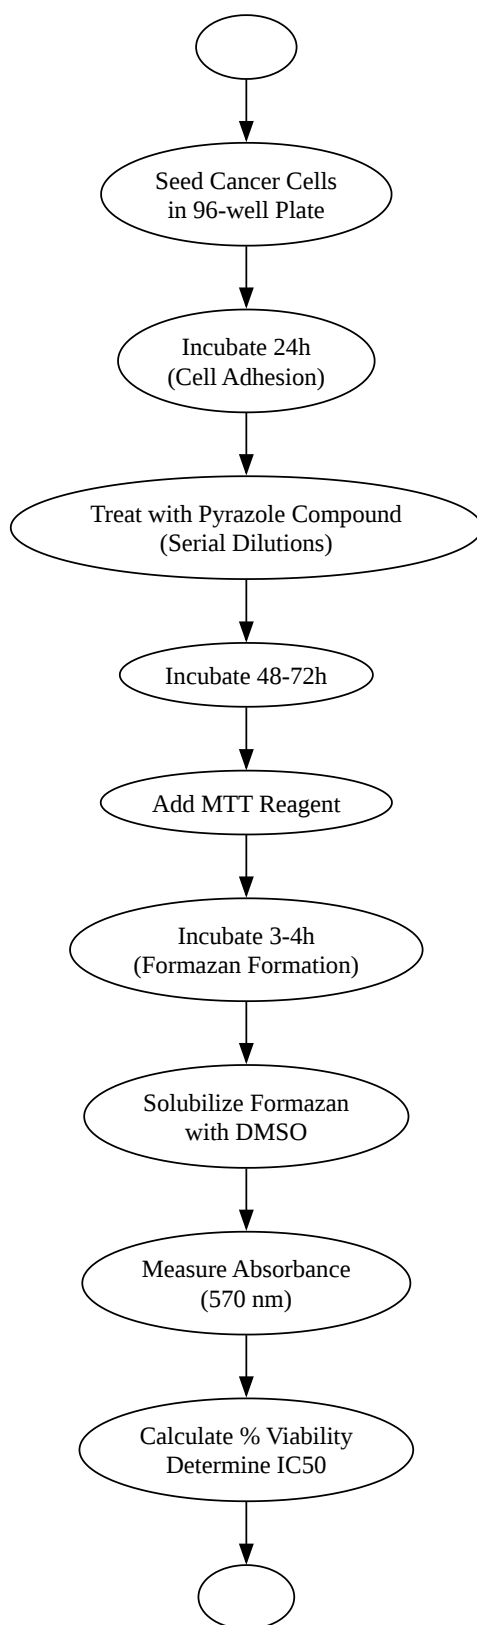 Seed Cancer Cells
in 96-well Plate
Incubate 24h
(Cell Adhesion)
Treat with Pyrazole Compound
(Serial Dilutions)
Incubate 48-72h
Add MTT Reagent
Incubate 3-4h
(Formazan Formation)
Solubilize Formazan
with DMSO
Measure Absorbance
(570 nm)
Calculate % Viability
Determine IC50